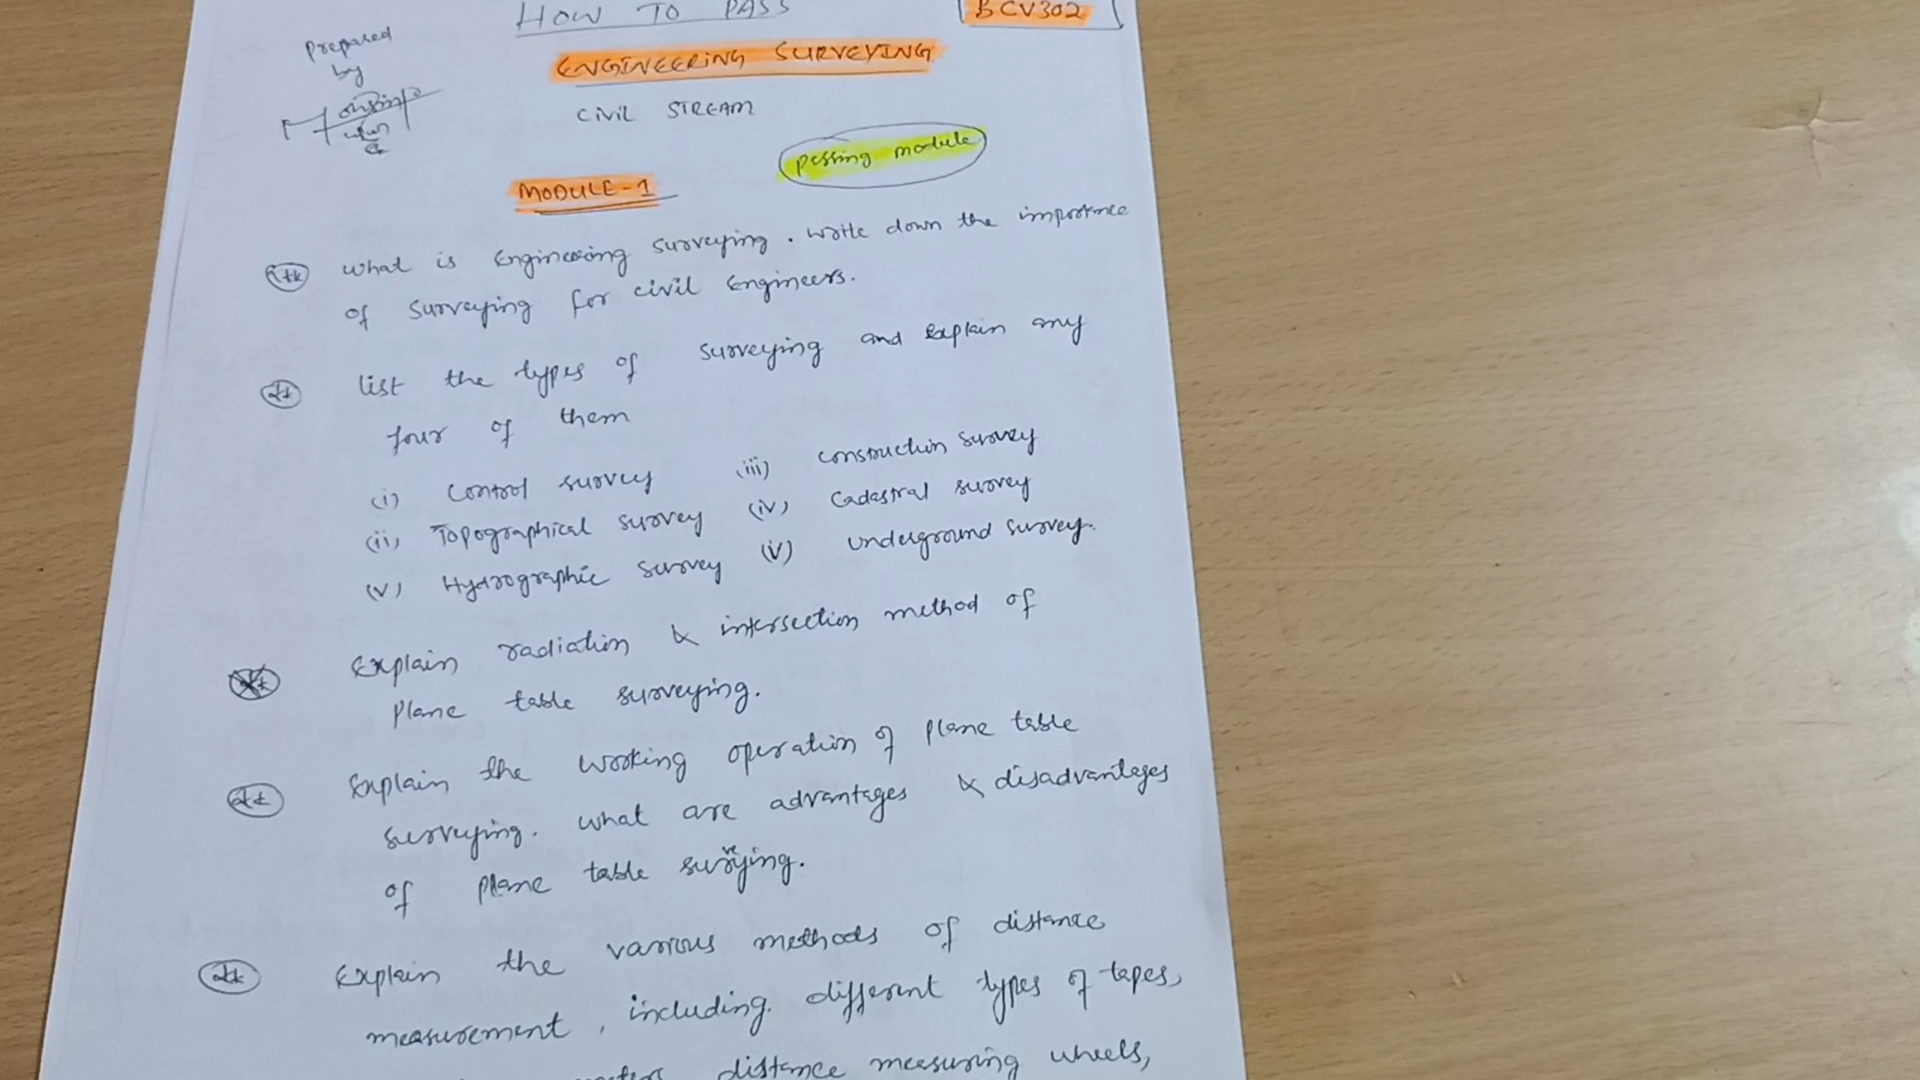 HOW TO PASS
BCV302
Prepared
by
ENGINEERING SURVEYING
CIVIL STREAM
passing module
MODULE-1
What is Engineering surveying. Write down the importance
of surveying for civil Engineers.
list the types of surveying and explain any
four of them
(i) Control survey (iii) construction survey
(ii) Topographical survey (iv) Cadastral survey
(v) Hydrographic survey (v) underground survey.
Explain radiation & intersection method of
plane table surveying.
Explain the working operation of plane table
surveying. what are advantages & disadvantages
of plane table surveying.
Explain the various methods of distance
measurement, including different types of tapes,
distance measuring wheels,